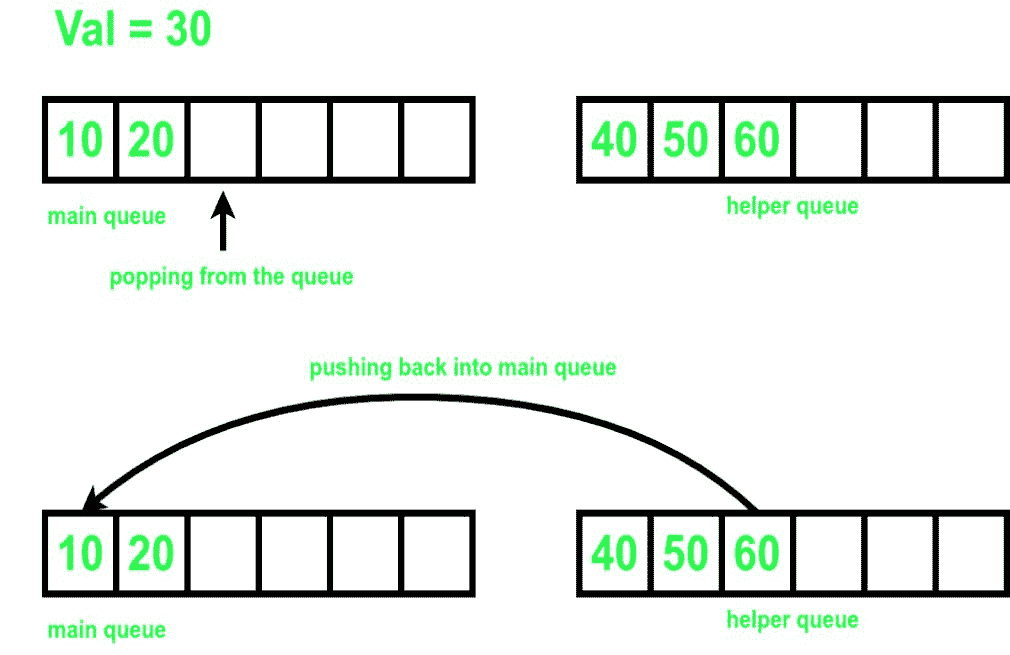 Val = 30
10 20
40 50 60
main queue
helper queue
popping from the queue
pushing back into main queue
10 20
40 50 60
main queue
helper queue